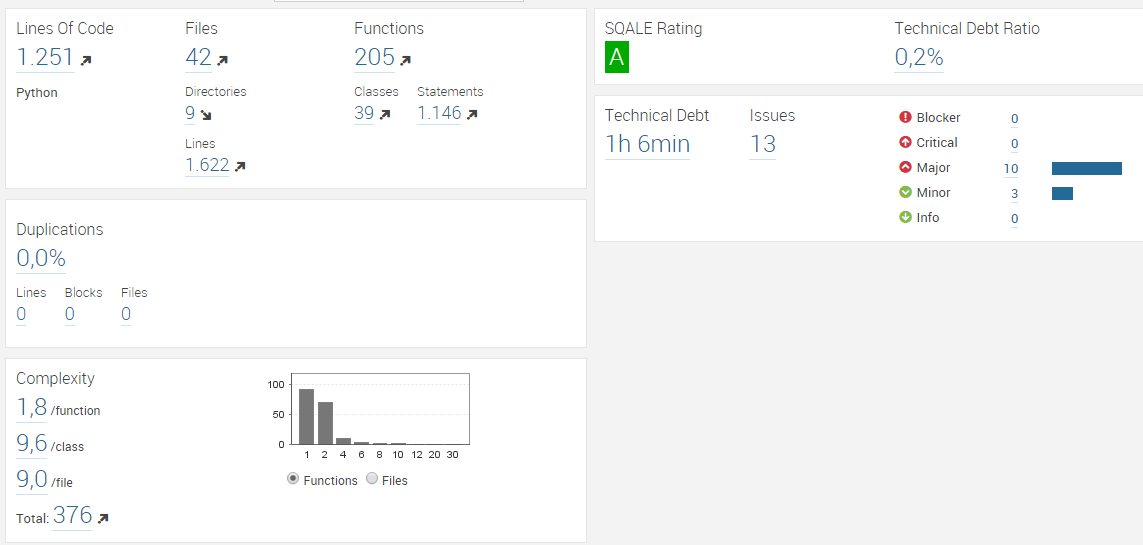 Lines Of Code Files Functions
1.251 42 205
Python Directories Classes Statements
9 39 1.146
Lines
1.622
Duplications
0,0%
Lines Blocks Files
0 0 0
Complexity
1,8 /function
9,6 /class
9,0 /file
Total: 376
100
50
0
1 2 4 6 8 10 12 20 30
Functions Files
SQALE Rating Technical Debt Ratio
A 0,2%
Technical Debt Issues
1h 6min 13
Blocker 0
Critical 0
Major 10
Minor 3
Info 0